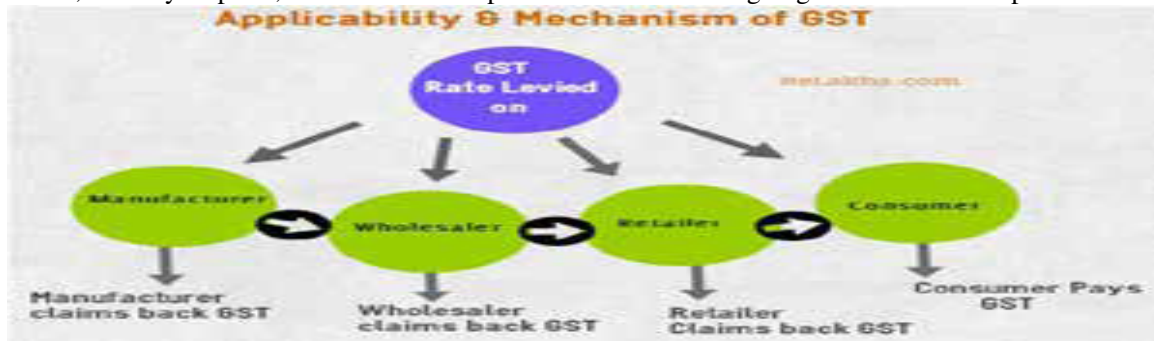 Applicability & Mechanism of GST
GST
Rate Levied
on
Manufacturer
Wholesaler
Retailer
Consumer
Manufacturer
claims back GST
Wholesaler
claims back GST
Retailer
Claims back GST
Consumer Pays
GST